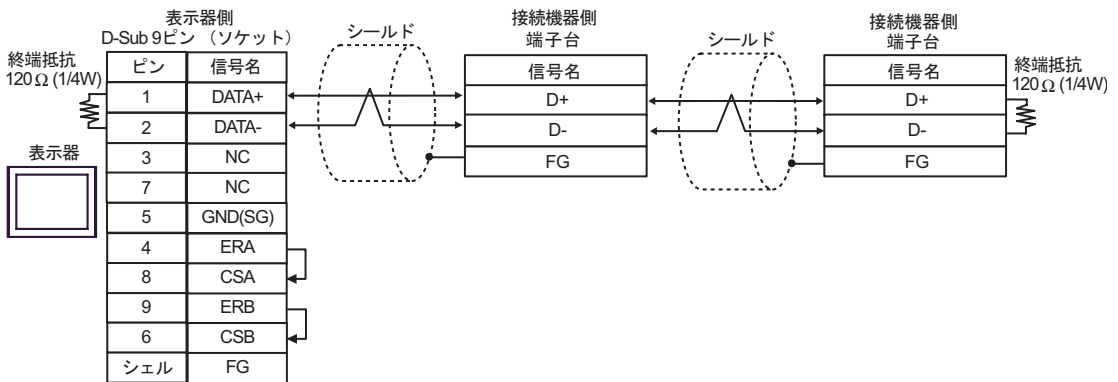 表示器側
D-Sub 9ピン （ソケット）
終端抵抗
120Ω (1/4W)
ピン 信号名
1 DATA+
2 DATA-
3 NC
7 NC
5 GND(SG)
4 ERA
8 CSA
9 ERB
6 CSB
シェル FG
表示器
シールド
接続機器側
端子台
信号名
D+
D-
FG
シールド
接続機器側
端子台
信号名
D+
D-
FG
終端抵抗
120Ω (1/4W)